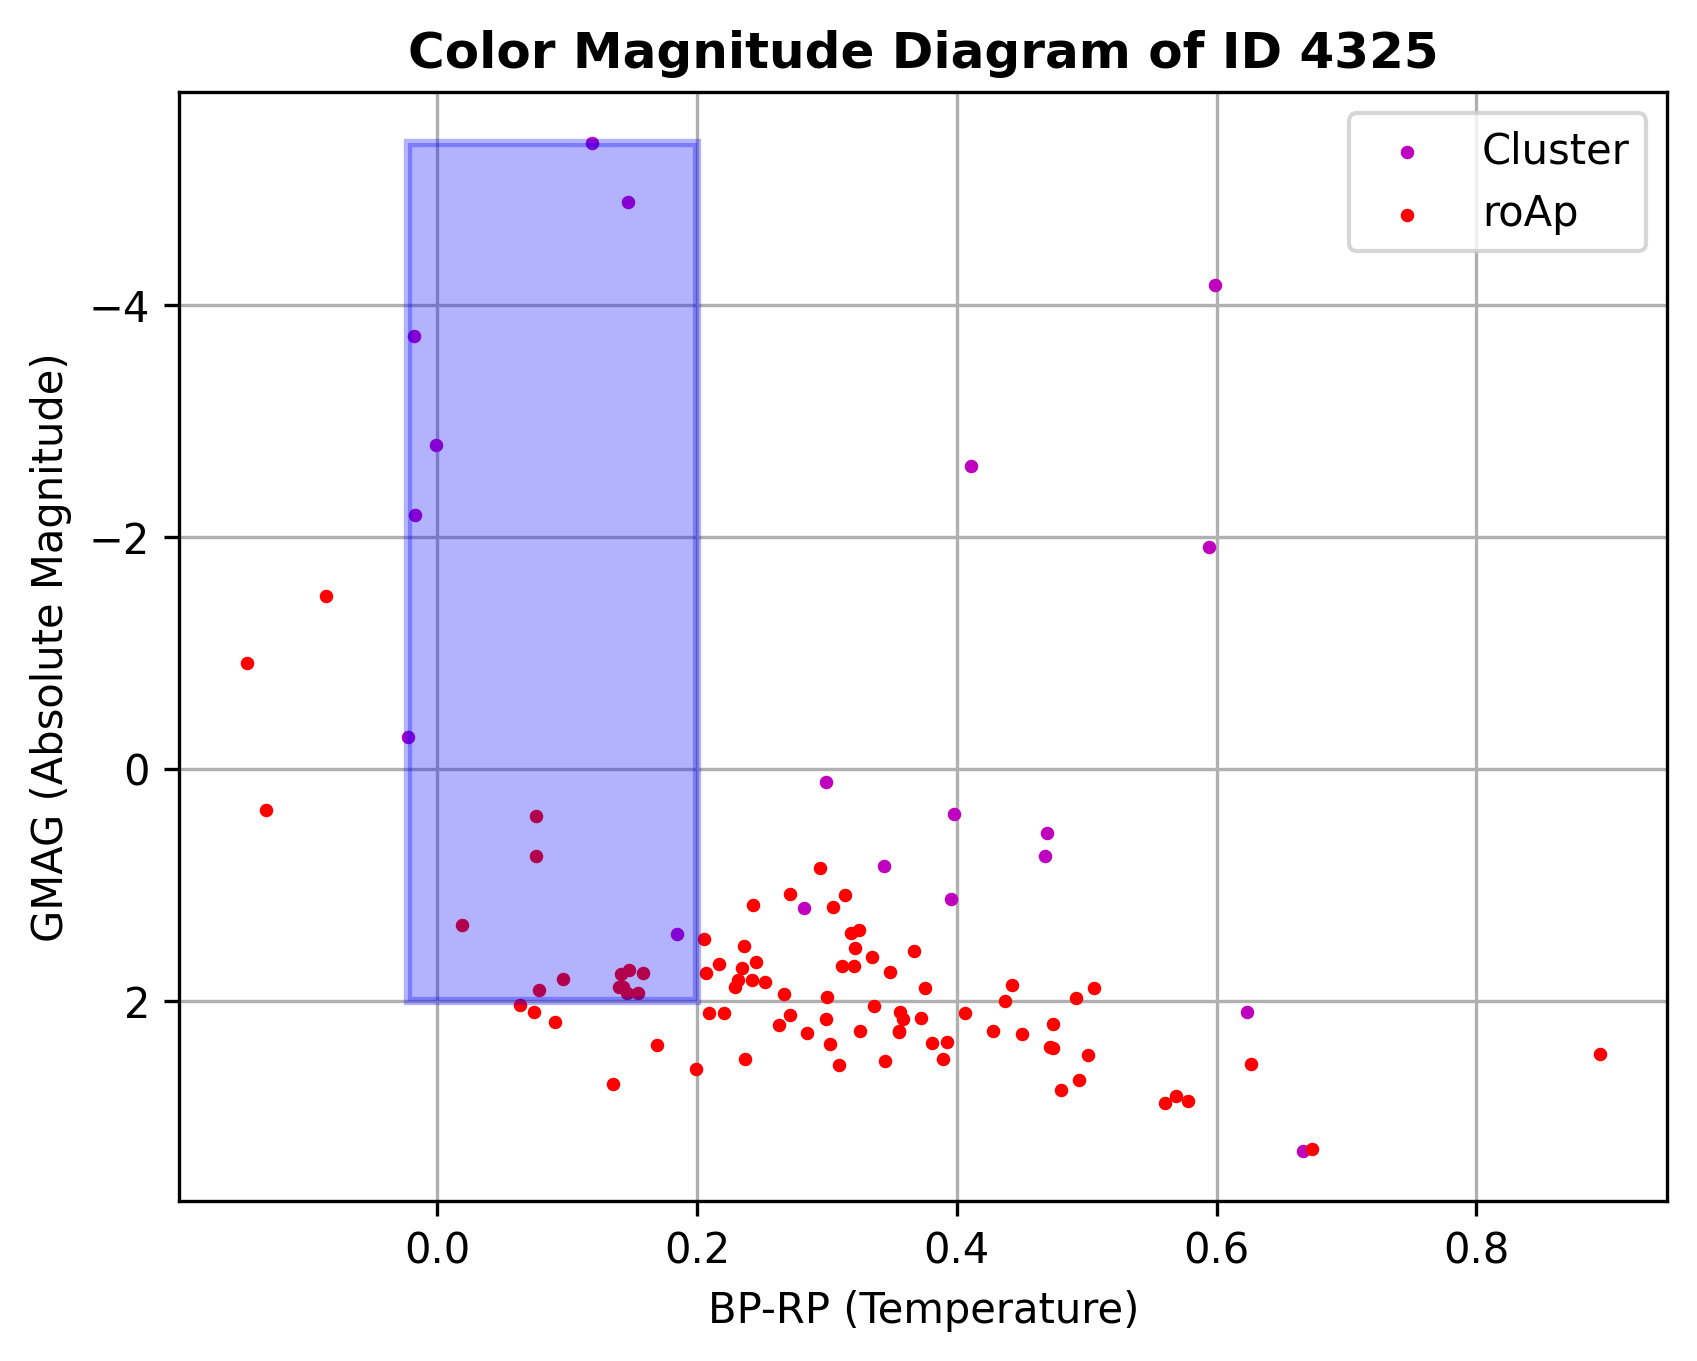 Color Magnitude Diagram of ID 4325
Cluster
roAp
−4
−2
0
2
GMAG (Absolute Magnitude)
0.0 0.2 0.4 0.6 0.8
BP-RP (Temperature)